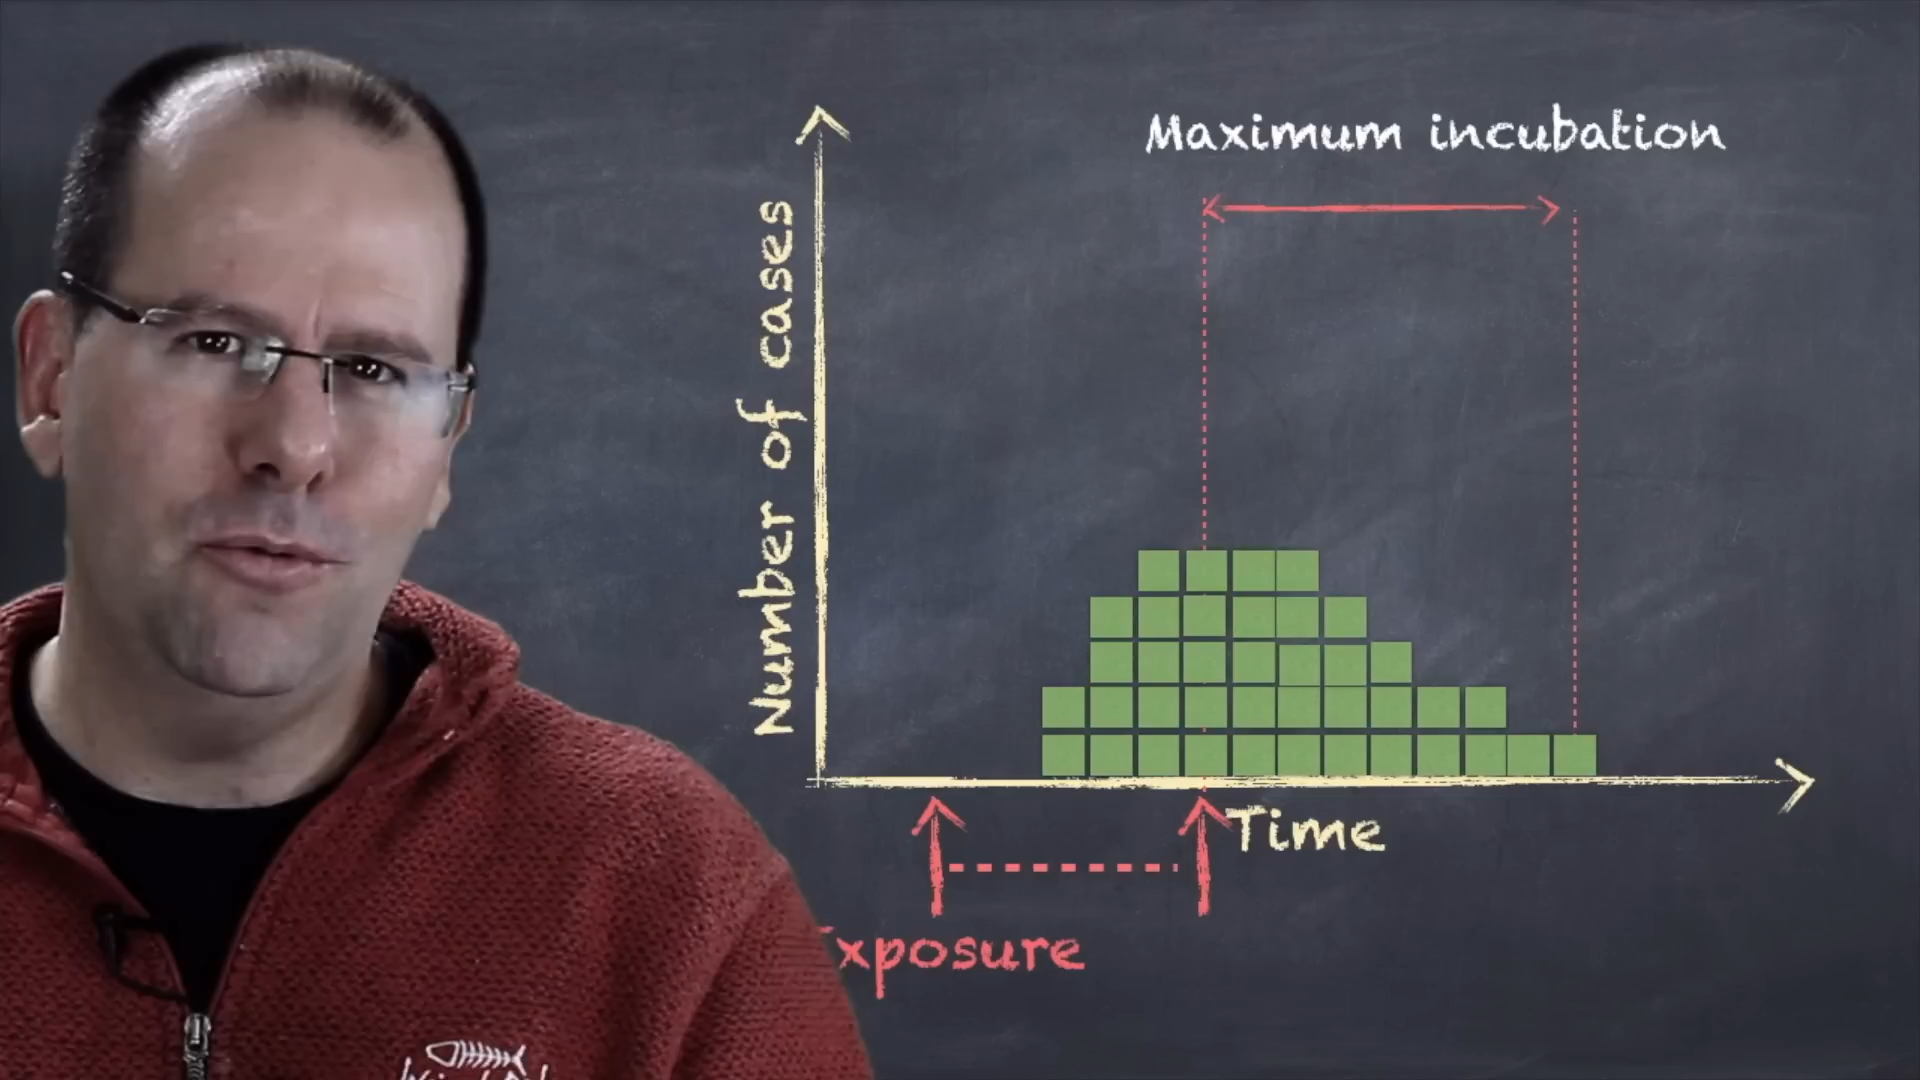 Maximum incubation
Number of cases
Time
xposure